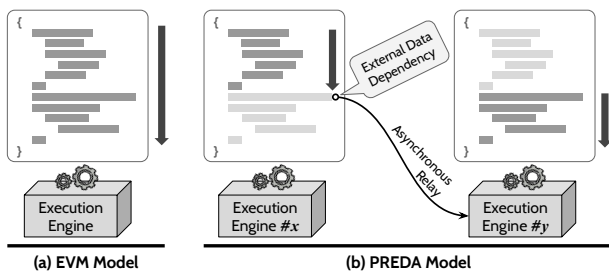 {
}
Execution
Engine
(a) EVM Model
{
}
External Data
Dependency
Asynchronous
Relay
Execution
Engine #x
{
}
Execution
Engine #y
(b) PREDA Model